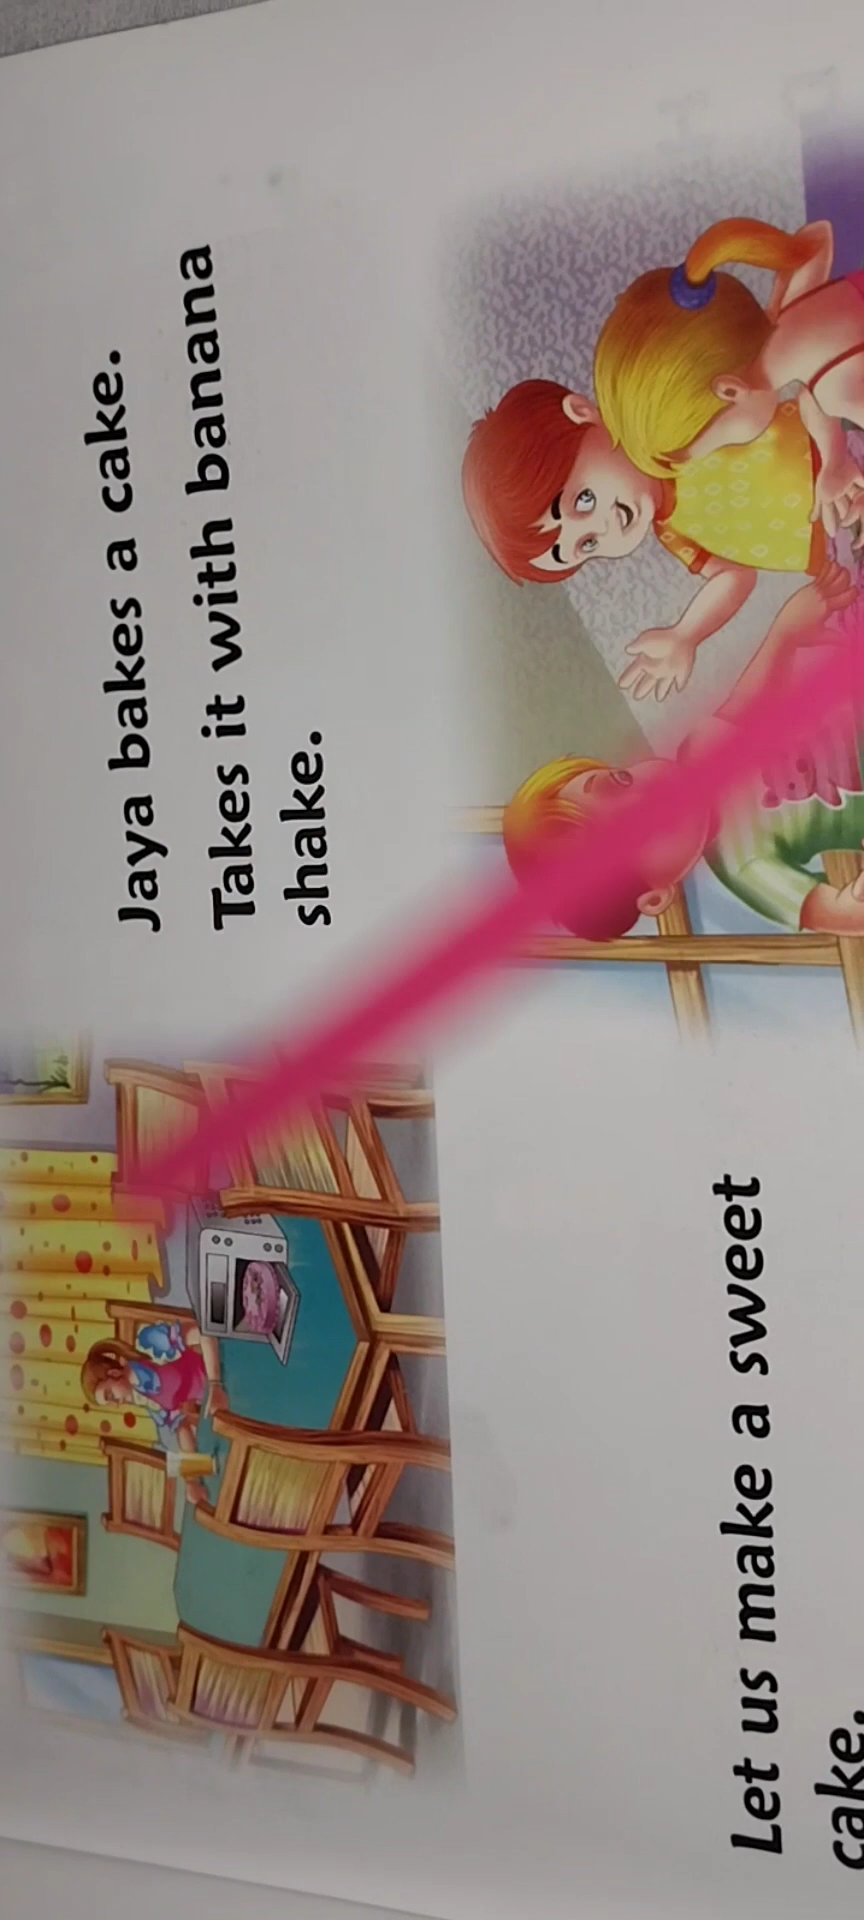 Jaya bakes a cake.
Takes it with banana
shake.
Let us make a sweet
cake.